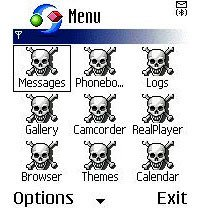 Menu
Messages Phonebo... Logs
Gallery Camcorder RealPlayer
Browser Themes Calendar
Options Exit